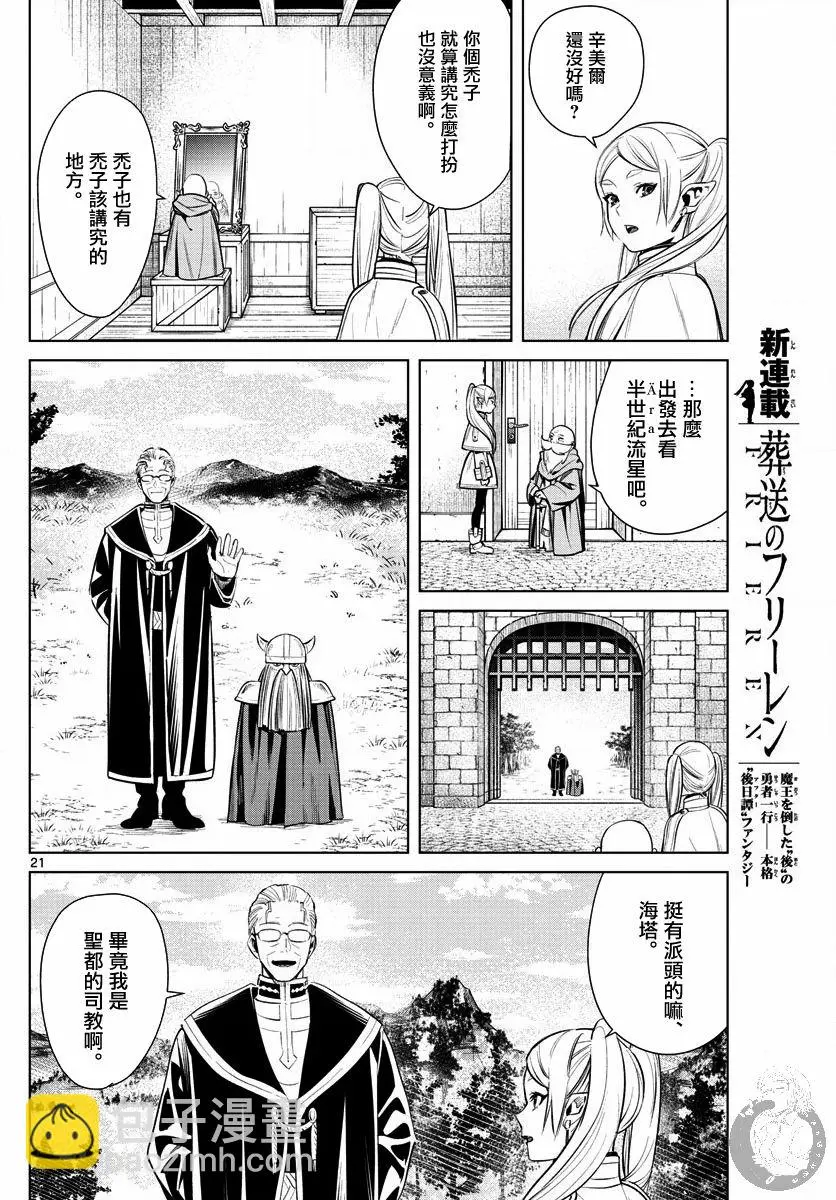 辛美爾
還沒好嗎?
你個禿子
就算講究怎麼打扮
也沒意義啊。
禿子也有
禿子該講究的
地方。
…那麼
出發去看
半世紀流星吧。
Ära
挺有派頭的嘛、
海塔。
畢竟我是
聖都的司教啊。
21
新連載
葬送のフリーレン
FRIEREN
魔王を倒した“後”の
勇者一行――本格
“後日譚”ファンタジー
包子漫畫
baozimh.com